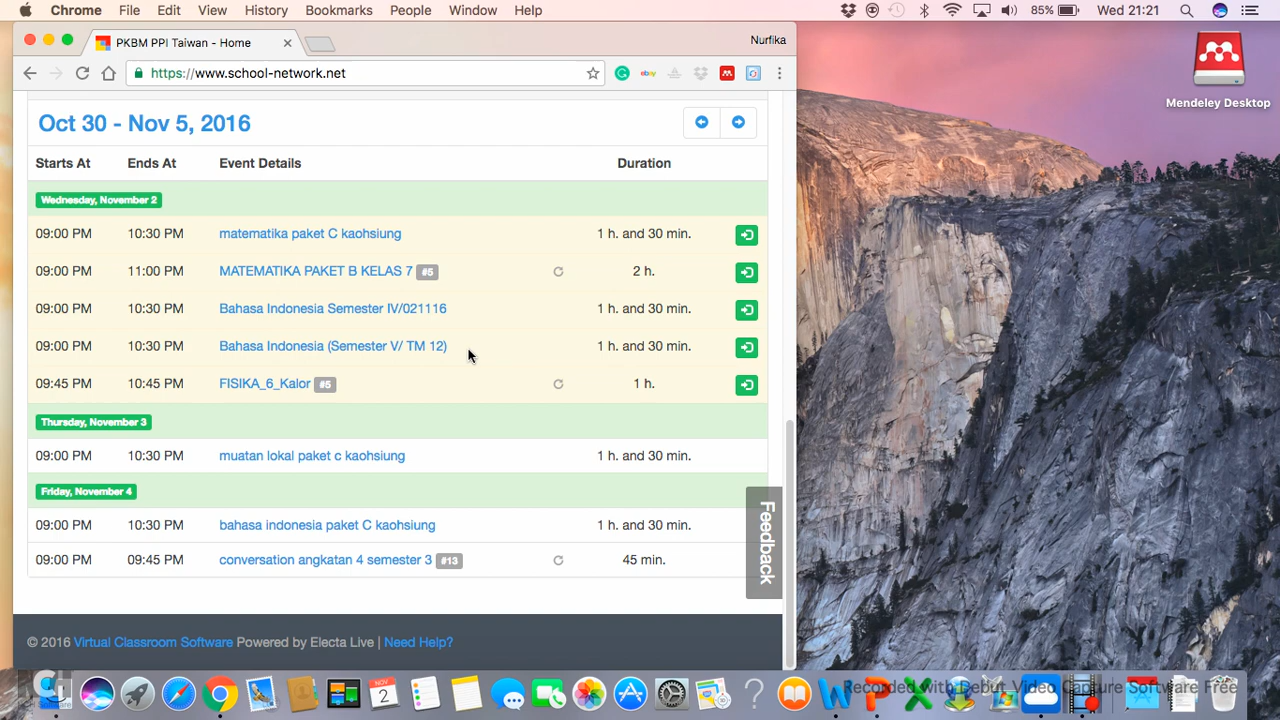 Chrome File Edit View History Bookmarks People Window Help 85% Wed 21:21
PKBM PPI Taiwan - Home Nurfika
https://www.school-network.net ebay
Mendeley Desktop
Oct 30 - Nov 5, 2016
Starts At Ends At Event Details Duration
Wednesday, November 2
09:00 PM 10:30 PM matematika paket C kaohsiung 1 h. and 30 min.
09:00 PM 11:00 PM MATEMATIKA PAKET B KELAS 7 #5 2 h.
09:00 PM 10:30 PM Bahasa Indonesia Semester IV/021116 1 h. and 30 min.
09:00 PM 10:30 PM Bahasa Indonesia (Semester V/ TM 12) 1 h. and 30 min.
09:45 PM 10:45 PM FISIKA_6_Kalor #5 1 h.
Thursday, November 3
09:00 PM 10:30 PM muatan lokal paket c kaohsiung 1 h. and 30 min.
Friday, November 4
09:00 PM 10:30 PM bahasa indonesia paket C kaohsiung 1 h. and 30 min.
09:00 PM 09:45 PM conversation angkatan 4 semester 3 #13 45 min.
Feedback
© 2016 Virtual Classroom Software Powered by Electa Live | Need Help?
NOV
2
Recorded with Debut Video Capture Software Free